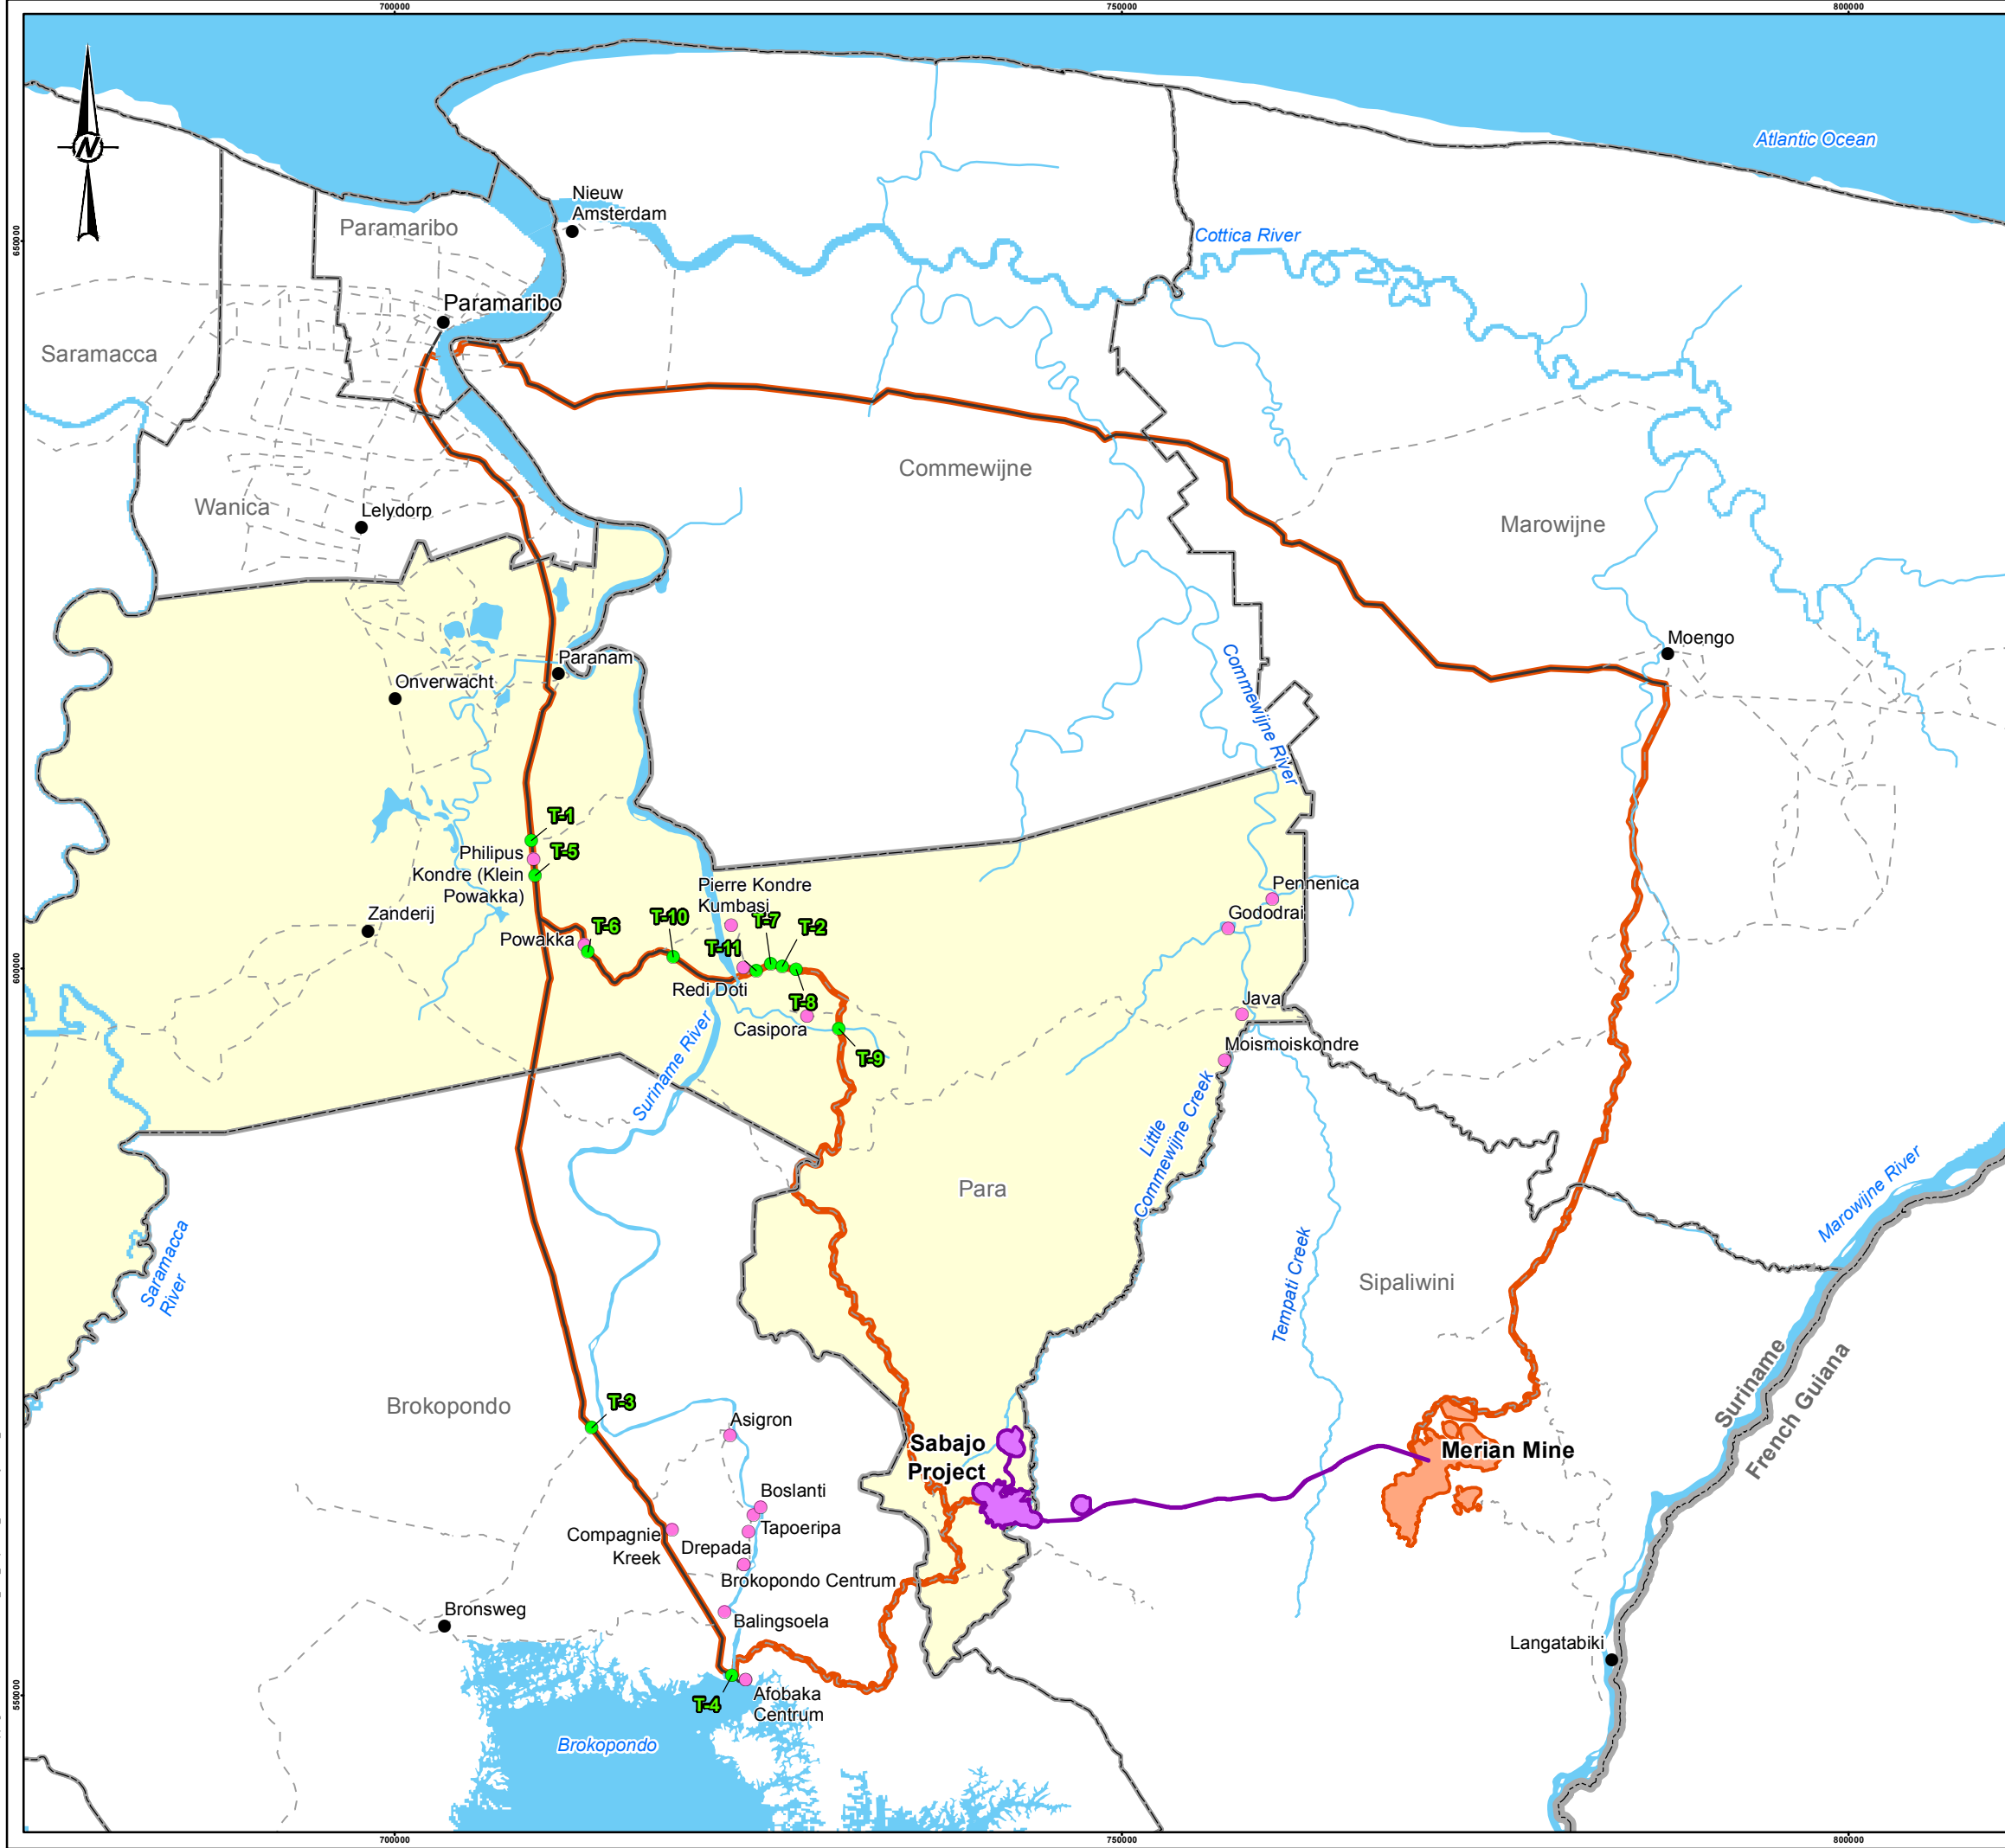 700000
750000
800000
N
Atlantic Ocean
650000
Nieuw
Amsterdam
Paramaribo
Cottica River
Paramaribo
Saramacca
Commewijne
Wanica
Lelydorp
Marowijne
Moengo
Paranam
Onverwacht
Commewijne River
T-1
Philipus
Kondre (Klein
Powakka)
T-5
Pierre Kondre
Kumbasi
Pennenica
Zanderij
Gododrai
T-6
T-10
T-7
T-2
Powakka
T-11
600000
Redi Doti
T-8
Java
Casipora
T-9
Moismoiskondre
Suriname River
Little
Commewijne Creek
Para
Marowijne River
Saramacca
River
Tempati Creek
Sipaliwini
Suriname
French Guiana
Brokopondo
T-3
Asigron
Sabajo
Project
Merian Mine
Boslanti
Tapoeripa
Compagnie
Kreek
Drepada
Brokopondo Centrum
Bronsweg
Balingsoela
Langatabiki
T-4
Afobaka
Centrum
550000
Brokopondo
700000
750000
800000